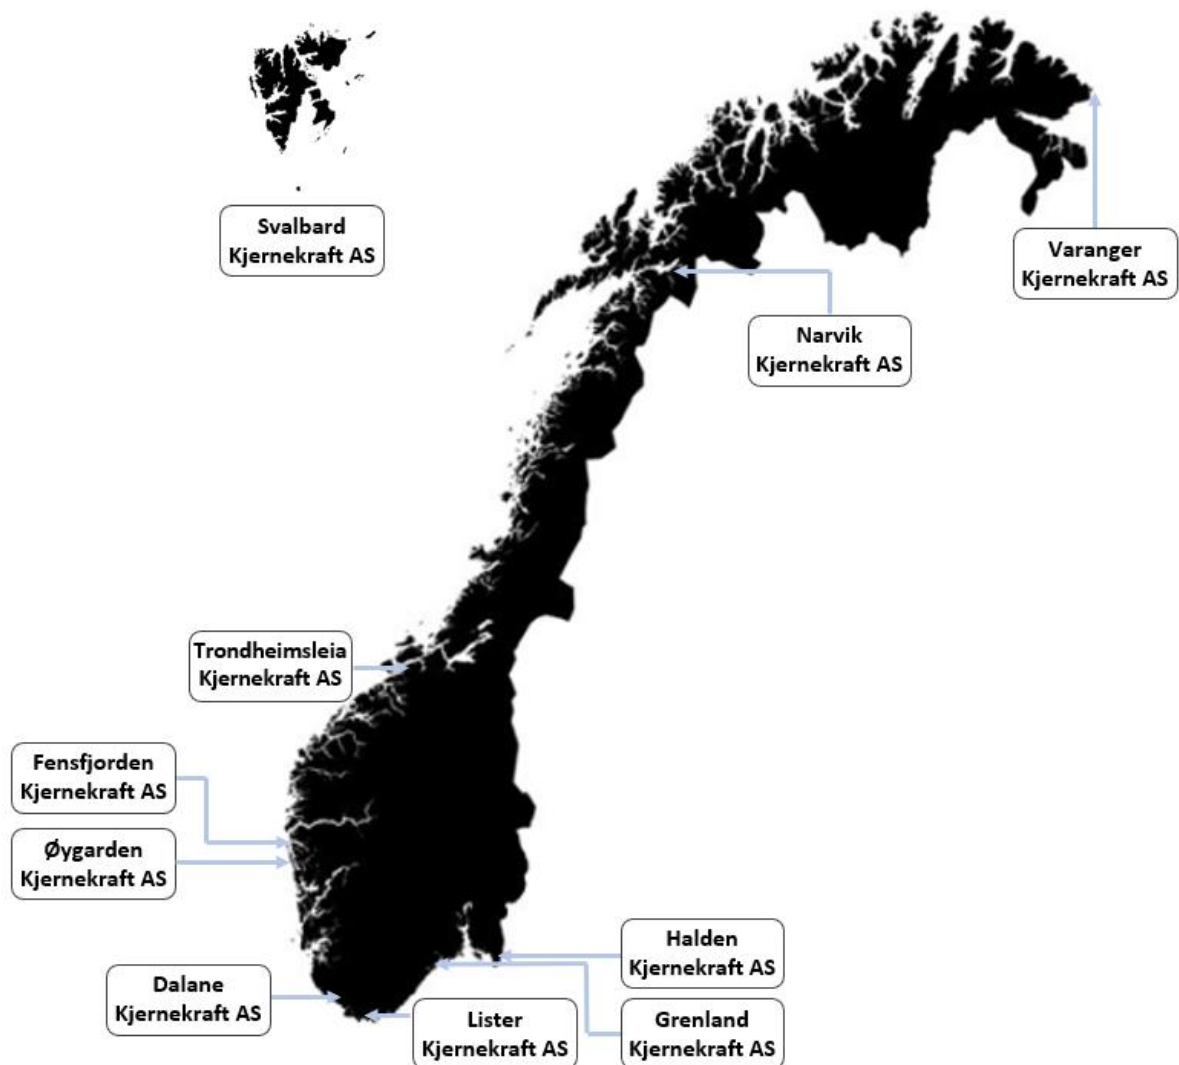 Svalbard
Kjernekraft AS
Varanger
Kjernekraft AS
Narvik
Kjernekraft AS
Trondheimsleia
Kjernekraft AS
Fensfjorden
Kjernekraft AS
Øygarden
Kjernekraft AS
Halden
Kjernekraft AS
Dalane
Kjernekraft AS
Lister
Kjernekraft AS
Grenland
Kjernekraft AS